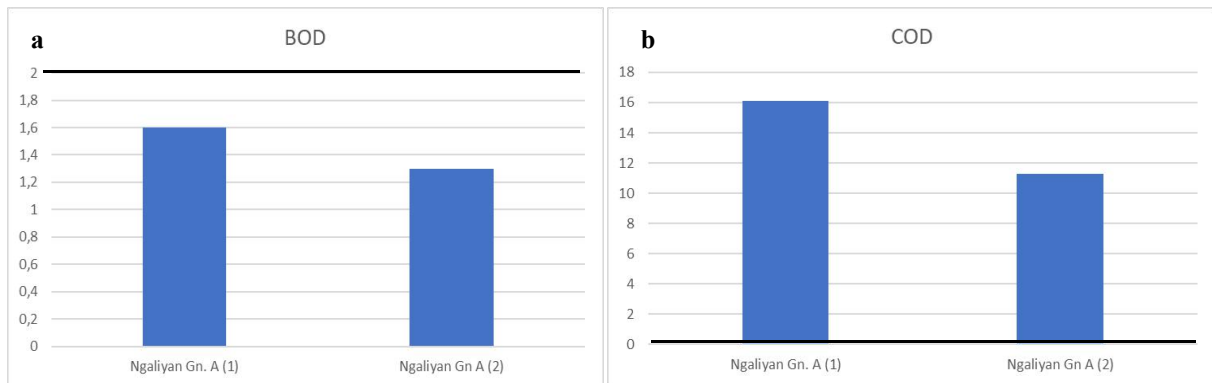 a
BOD
2
1,8
1,6
1,4
1,2
1
0,8
0,6
0,4
0,2
0
Ngaliyan Gn. A (1)
Ngaliyan Gn A (2)
b
COD
18
16
14
12
10
8
6
4
2
0
Ngaliyan Gn. A (1)
Ngaliyan Gn A (2)